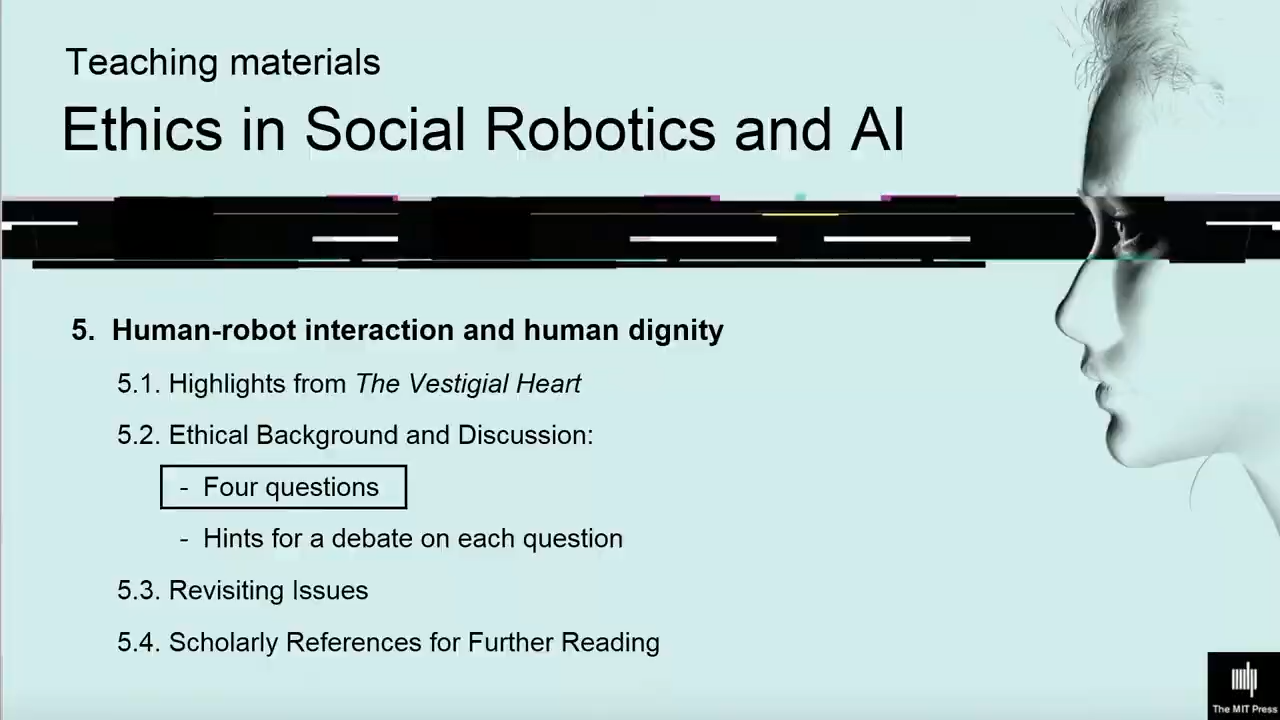 Teaching materials
Ethics in Social Robotics and AI
5. Human-robot interaction and human dignity
5.1. Highlights from The Vestigial Heart
5.2. Ethical Background and Discussion:
- Four questions
- Hints for a debate on each question
5.3. Revisiting Issues
5.4. Scholarly References for Further Reading
The MIT Press